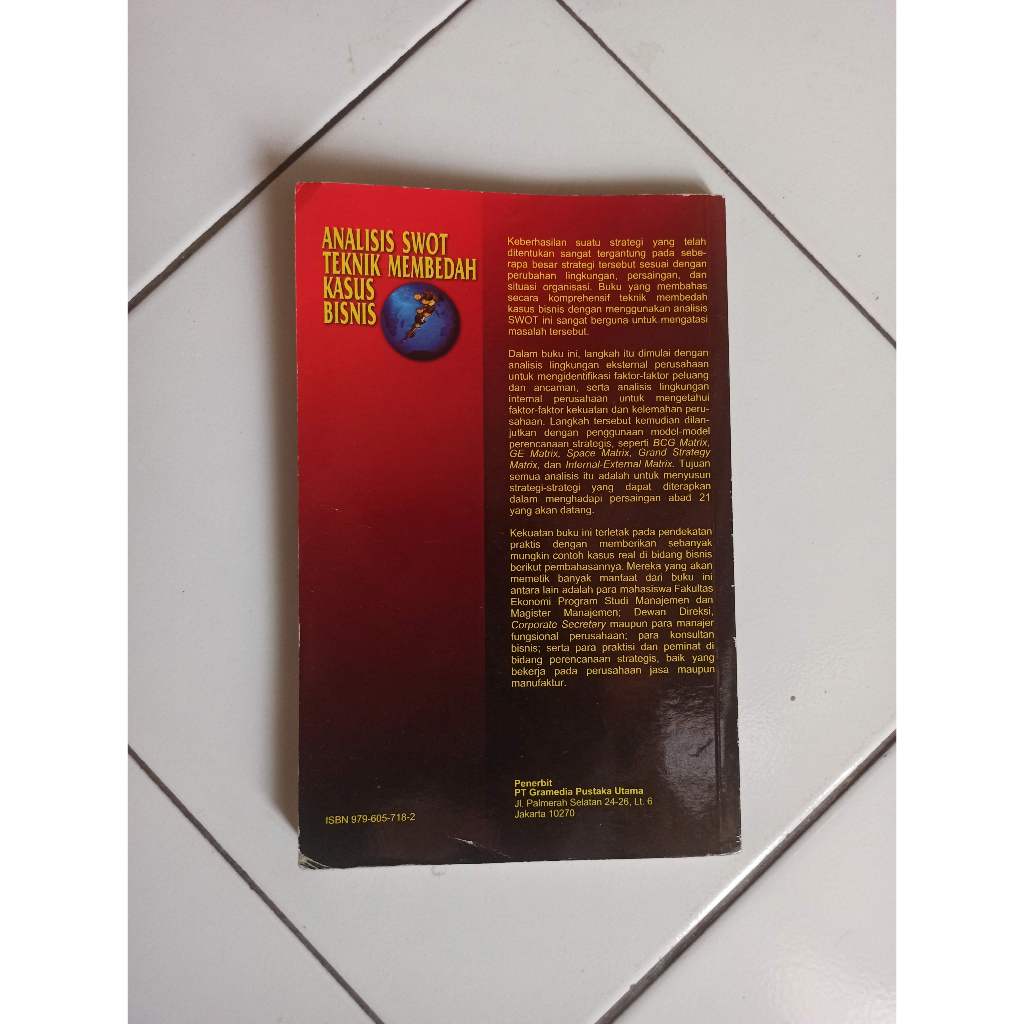 ANALISIS SWOT
TEKNIK MEMBEDAH
KASUS
BISNIS
Keberhasilan suatu strategi yang telah
ditentukan sangat tergantung pada sebe-
rapa besar strategi tersebut sesuai dengan
perubahan lingkungan, persaingan, dan
situasi organisasi. Buku yang membahas
secara komprehensif teknik membedah
kasus bisnis dengan menggunakan analisis
SWOT ini sangat berguna untuk mengatasi
masalah tersebut.
Dalam buku ini, langkah itu dimulai dengan
analisis lingkungan eksternal perusahaan
untuk mengidentifikasi faktor-faktor peluang
dan ancaman, serta analisis lingkungan
internal perusahaan untuk mengetahui
faktor-faktor kekuatan dan kelemahan peru-
sahaan. Langkah tersebut kemudian dilan-
jutkan dengan penggunaan model-model
perencanaan strategis, seperti BCG Matrix,
GE Matrix, Space Matrix, Grand Strategy
Matrix, dan Internal-External Matrix. Tujuan
semua analisis itu adalah untuk menyusun
strategi-strategi yang dapat diterapkan
dalam menghadapi persaingan abad 21
yang akan datang.
Kekuatan buku ini terletak pada pendekatan
praktis dengan memberikan sebanyak
mungkin contoh kasus real di bidang bisnis
berikut pembahasannya. Mereka yang akan
memetik banyak manfaat dari buku ini
antara lain adalah para mahasiswa Fakultas
Ekonomi Program Studi Manajemen dan
Magister Manajemen; Dewan Direksi,
Corporate Secretary maupun para manajer
fungsional perusahaan; para konsultan
bisnis; serta para praktisi dan peminat di
bidang perencanaan strategis, baik yang
bekerja pada perusahaan jasa maupun
manufaktur.
Penerbit
PT Gramedia Pustaka Utama
Jl. Palmerah Selatan 24-26, Lt. 6
Jakarta 10270
ISBN 979-605-718-2